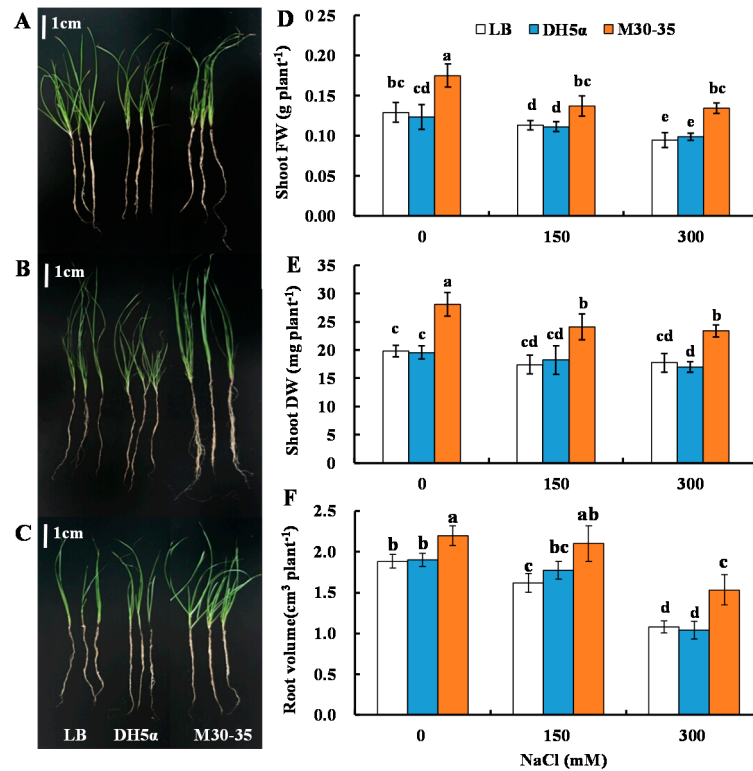 A
1cm
B
1cm
C
1cm
LB DH5α M30-35
D
LB DH5α M30-35
Shoot FW (g plant⁻¹)
0.25
0.20
0.15
0.10
0.05
0.00
bc cd a
d d bc
e e bc
0 150 300
E
Shoot DW (mg plant⁻¹)
35
30
25
20
15
10
5
0
c c a
cd cd b
cd d b
0 150 300
F
Root volume(cm³ plant⁻¹)
2.5
2.0
1.5
1.0
0.5
0.0
b b a
c bc ab
d d c
0 150 300
NaCl (mM)